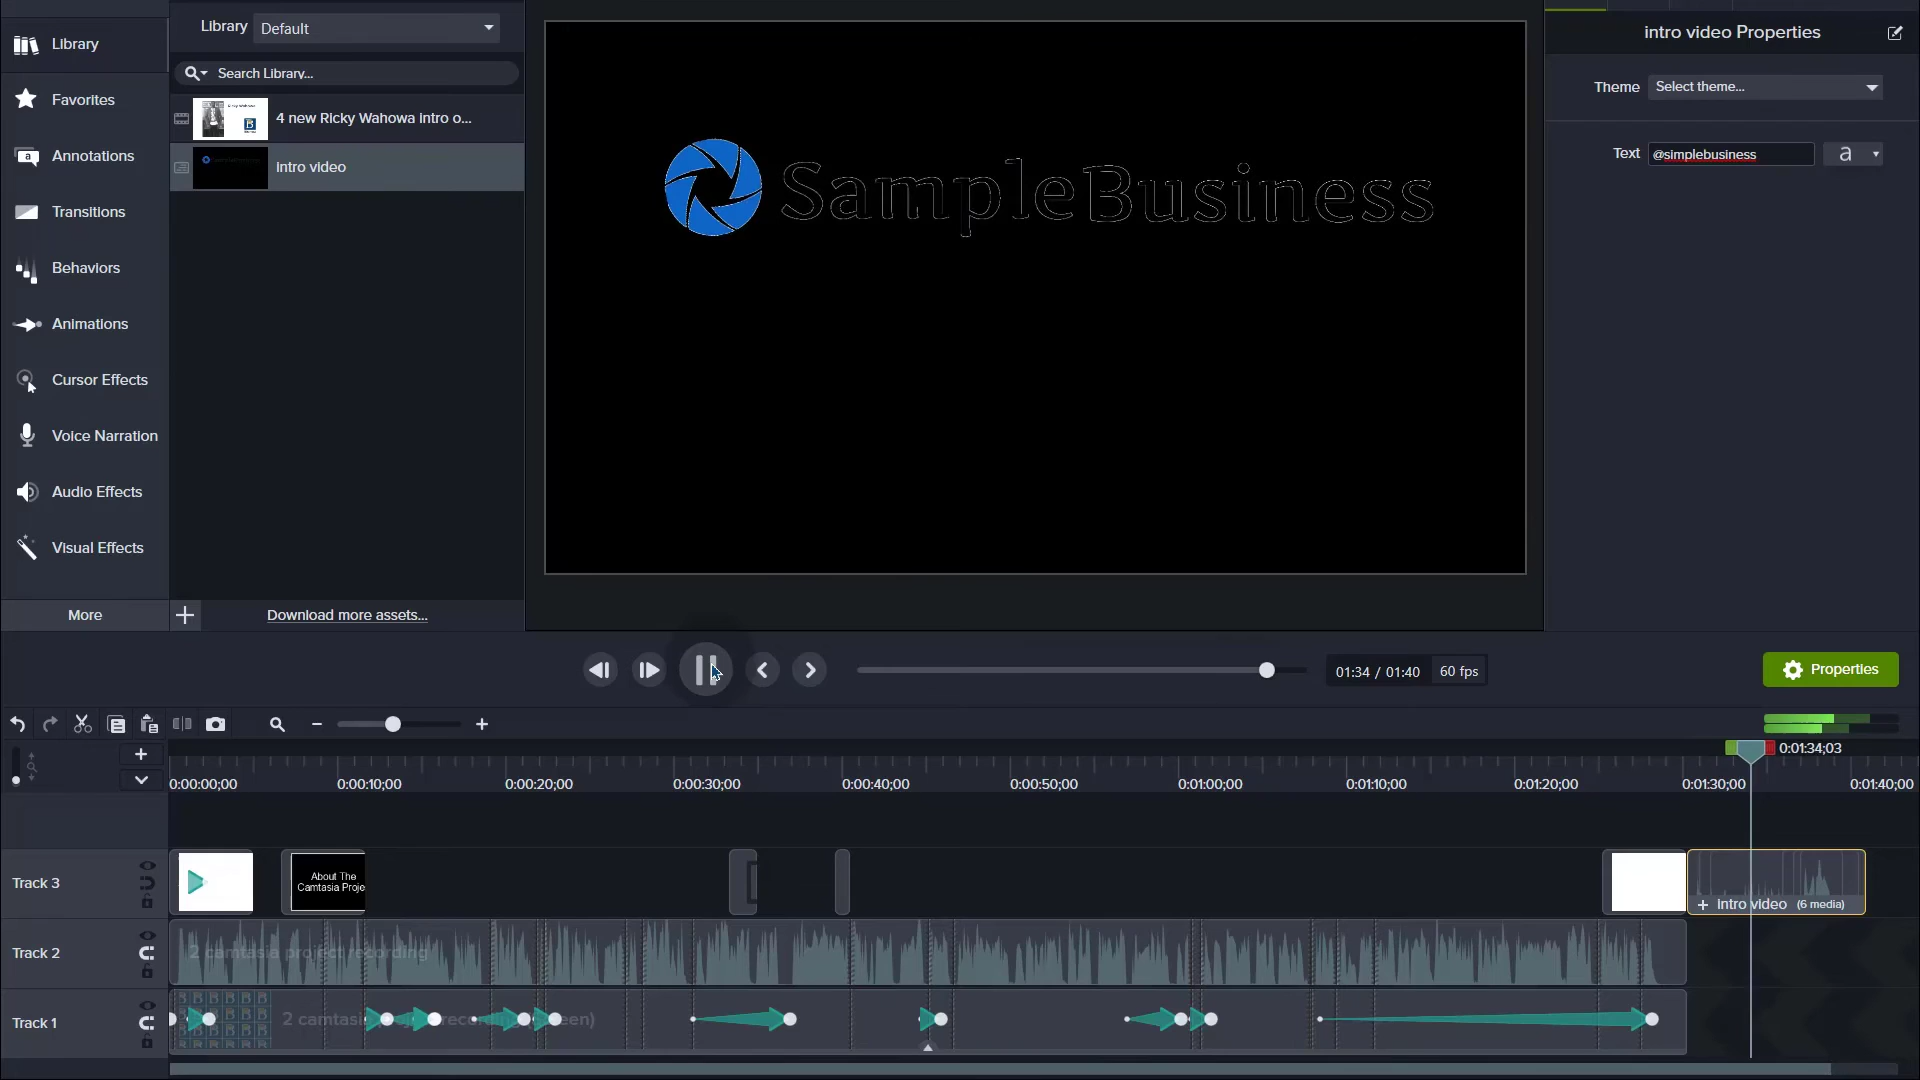 Library
Favorites
Annotations
Transitions
Behaviors
Animations
Cursor Effects
Voice Narration
Audio Effects
Visual Effects
More
Library
Default
Search Library...
4 new Ricky Wahowa intro o...
intro video
Download more assets...
SampleBusiness
intro video Properties
Theme
Select theme...
Text
@simplebusiness
a
01:34 / 01:40
60 fps
Properties
0:01:34;03
0:00:00;00
0:00:10;00
0:00:20;00
0:00:30;00
0:00:40;00
0:00:50;00
0:01:00;00
0:01:10;00
0:01:20;00
0:01:30;00
0:01:40;00
Track 3
About The
Camtasia Proje
+ intro video (6 media)
Track 2
2 camtasia project recording
Track 1